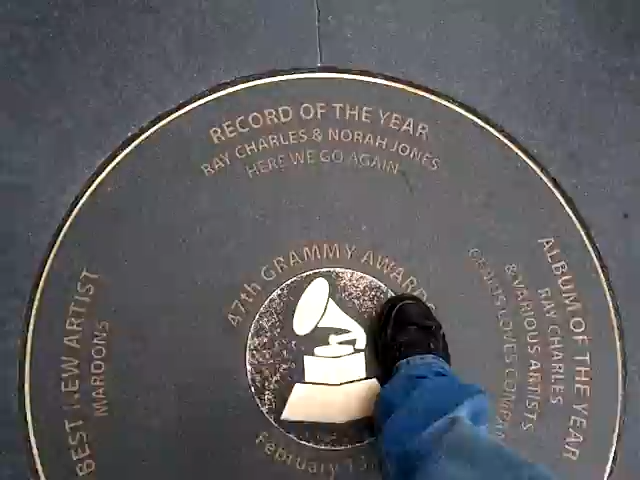 RECORD OF THE YEAR
RAY CHARLES & NORAH JONES
HERE WE GO AGAIN
47th GRAMMY AWARDS
February 13
BEST NEW ARTIST
MAROON5
ALBUM OF THE YEAR
RAY CHARLES
& VARIOUS ARTISTS
GENIUS LOVES